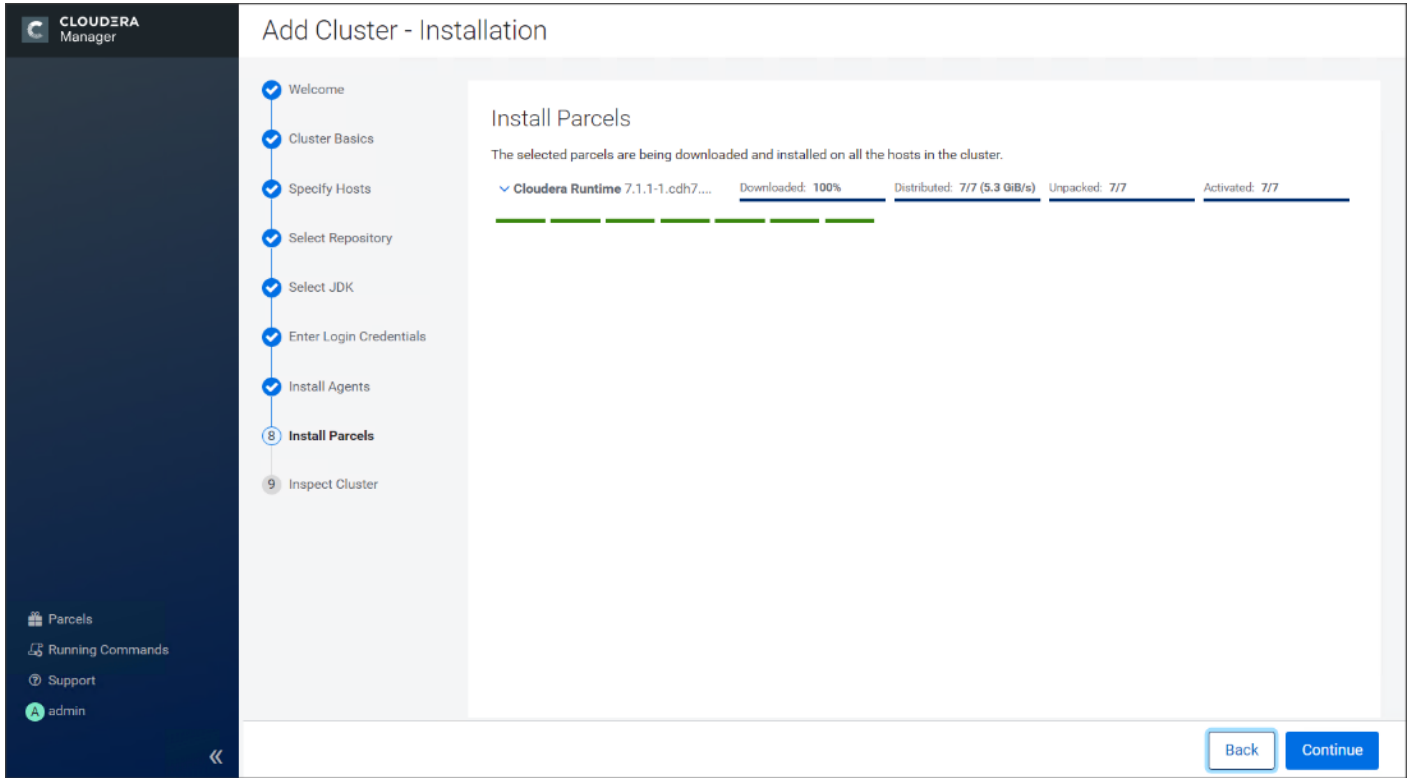 CLOUDERA
Manager
Add Cluster - Installation
Welcome
Cluster Basics
Specify Hosts
Select Repository
Select JDK
Enter Login Credentials
Install Agents
8 Install Parcels
9 Inspect Cluster
Install Parcels
The selected parcels are being downloaded and installed on all the hosts in the cluster.
Cloudera Runtime 7.1.1-1.cdh7.... Downloaded: 100% Distributed: 7/7 (5.3 GiB/s) Unpacked: 7/7 Activated: 7/7
Parcels
Running Commands
Support
A admin
Back Continue